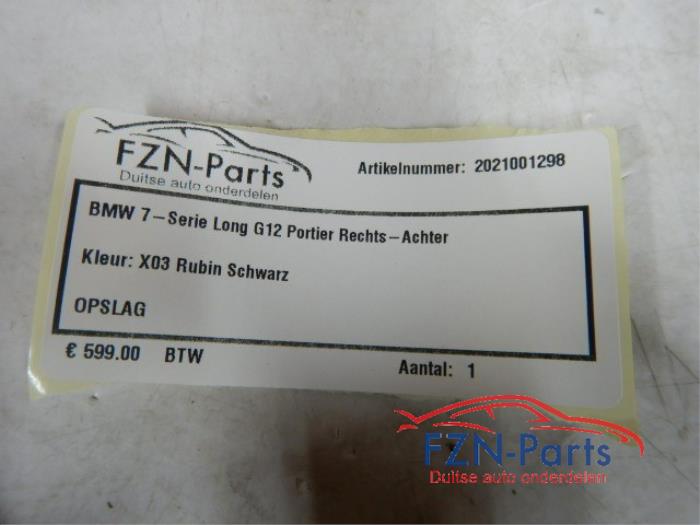 FZN-Parts
Duitse auto onderdelen
Artikelnummer: 2021001298
BMW 7-Serie Long G12 Portier Rechts-Achter
Kleur: X03 Rubin Schwarz
OPSLAG
€ 599.00 BTW
Aantal: 1
FZN-Parts
Duitse auto onderdelen